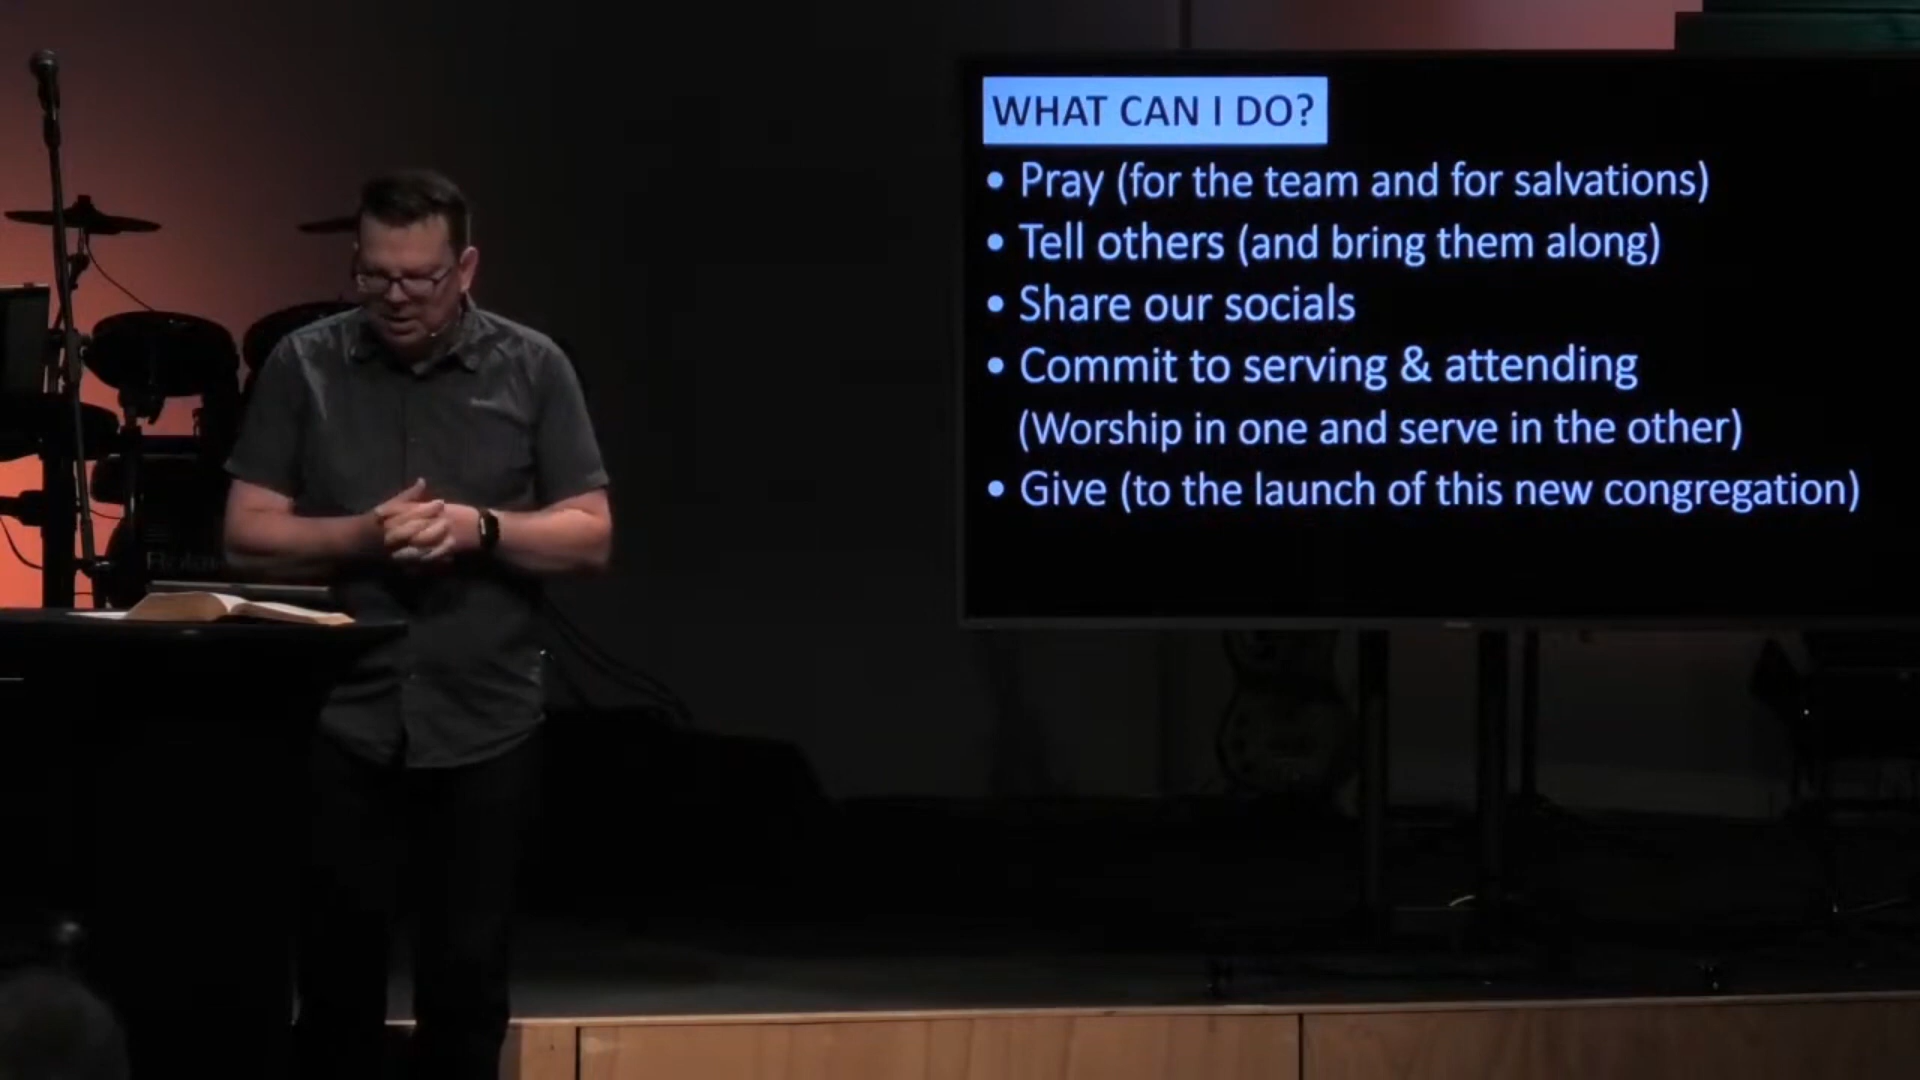 WHAT CAN I DO?
• Pray (for the team and for salvations)
• Tell others (and bring them along)
• Share our socials
• Commit to serving & attending
(Worship in one and serve in the other)
• Give (to the launch of this new congregation)
Roland